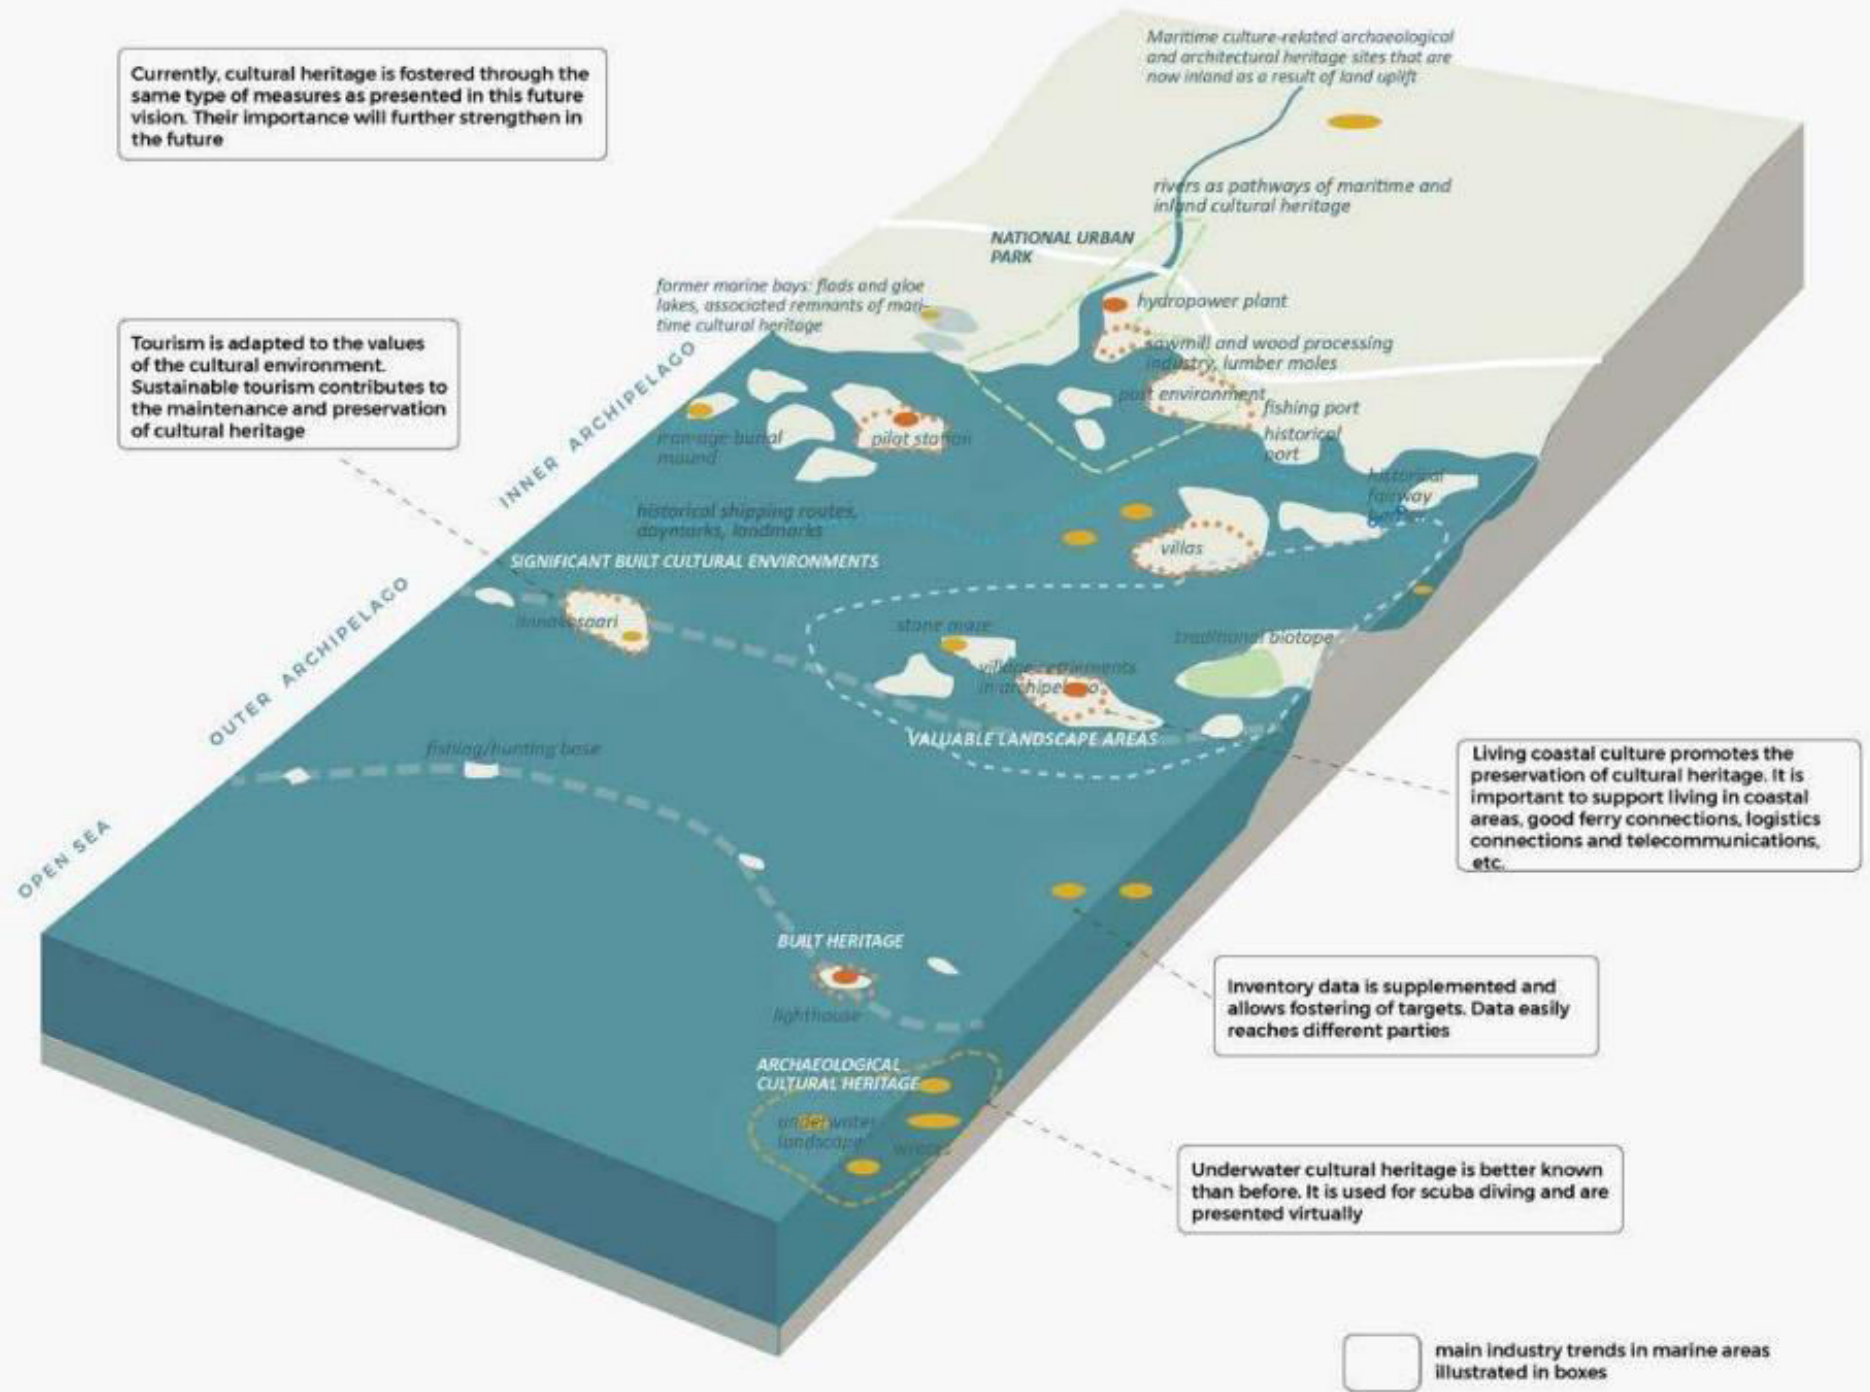 Currently, cultural heritage is fostered through the
same type of measures as presented in this future
vision. Their importance will further strengthen in
the future
Maritime culture-related archaeological
and architectural heritage sites that are
now inland as a result of land uplift
rivers as pathways of maritime and
inland cultural heritage
NATIONAL URBAN
PARK
former marine bays: flads and gloe
lakes, associated remnants of mari-
time cultural heritage
hydropower plant
sawmill and wood processing
industry, lumber moles
port environment
fishing port
historical
port
Tourism is adapted to the values
of the cultural environment.
Sustainable tourism contributes to
the maintenance and preservation
of cultural heritage
INNER ARCHIPELAGO
iron-age burial
mound
pilot station
historical
fairway
historical shipping routes,
daymarks, landmarks
villas
SIGNIFICANT BUILT CULTURAL ENVIRONMENTS
OUTER ARCHIPELAGO
linnakesaari
stone maze
traditional biotope
village
in archipelago
VALUABLE LANDSCAPE AREAS
fishing/hunting base
Living coastal culture promotes the
preservation of cultural heritage. It is
important to support living in coastal
areas, good ferry connections, logistics
connections and telecommunications,
etc.
OPEN SEA
BUILT HERITAGE
lighthouse
Inventory data is supplemented and
allows fostering of targets. Data easily
reaches different parties
ARCHAEOLOGICAL
CULTURAL HERITAGE
underwater
landscape
Underwater cultural heritage is better known
than before. It is used for scuba diving and are
presented virtually
main industry trends in marine areas
illustrated in boxes